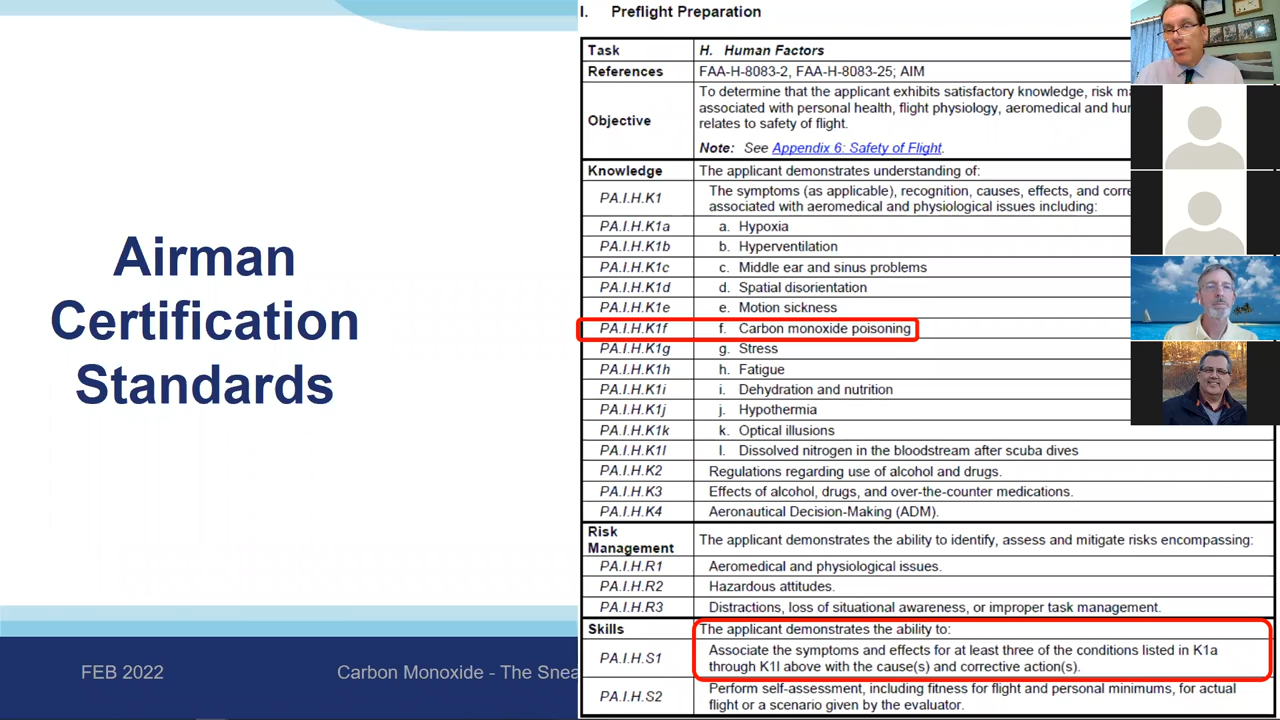 Airman
Certification
Standards
FEB 2022
Carbon Monoxide - The Snea
I. Preflight Preparation
Task H. Human Factors
References FAA-H-8083-2, FAA-H-8083-25; AIM
Objective
To determine that the applicant exhibits satisfactory knowledge, risk ma
associated with personal health, flight physiology, aeromedical and hu
relates to safety of flight.
Note: See Appendix 6: Safety of Flight.
Knowledge The applicant demonstrates understanding of:
PA.I.H.K1
The symptoms (as applicable), recognition, causes, effects, and corre
associated with aeromedical and physiological issues including:
PA.I.H.K1a a. Hypoxia
PA.I.H.K1b b. Hyperventilation
PA.I.H.K1c c. Middle ear and sinus problems
PA.I.H.K1d d. Spatial disorientation
PA.I.H.K1e e. Motion sickness
PA.I.H.K1f f. Carbon monoxide poisoning
PA.I.H.K1g g. Stress
PA.I.H.K1h h. Fatigue
PA.I.H.K1i i. Dehydration and nutrition
PA.I.H.K1j j. Hypothermia
PA.I.H.K1k k. Optical illusions
PA.I.H.K1l l. Dissolved nitrogen in the bloodstream after scuba dives
PA.I.H.K2 Regulations regarding use of alcohol and drugs.
PA.I.H.K3 Effects of alcohol, drugs, and over-the-counter medications.
PA.I.H.K4 Aeronautical Decision-Making (ADM).
Risk
Management The applicant demonstrates the ability to identify, assess and mitigate risks encompassing:
PA.I.H.R1 Aeromedical and physiological issues.
PA.I.H.R2 Hazardous attitudes.
PA.I.H.R3 Distractions, loss of situational awareness, or improper task management.
Skills The applicant demonstrates the ability to:
PA.I.H.S1
Associate the symptoms and effects for at least three of the conditions listed in K1a
through K1l above with the cause(s) and corrective action(s).
PA.I.H.S2
Perform self-assessment, including fitness for flight and personal minimums, for actual
flight or a scenario given by the evaluator.